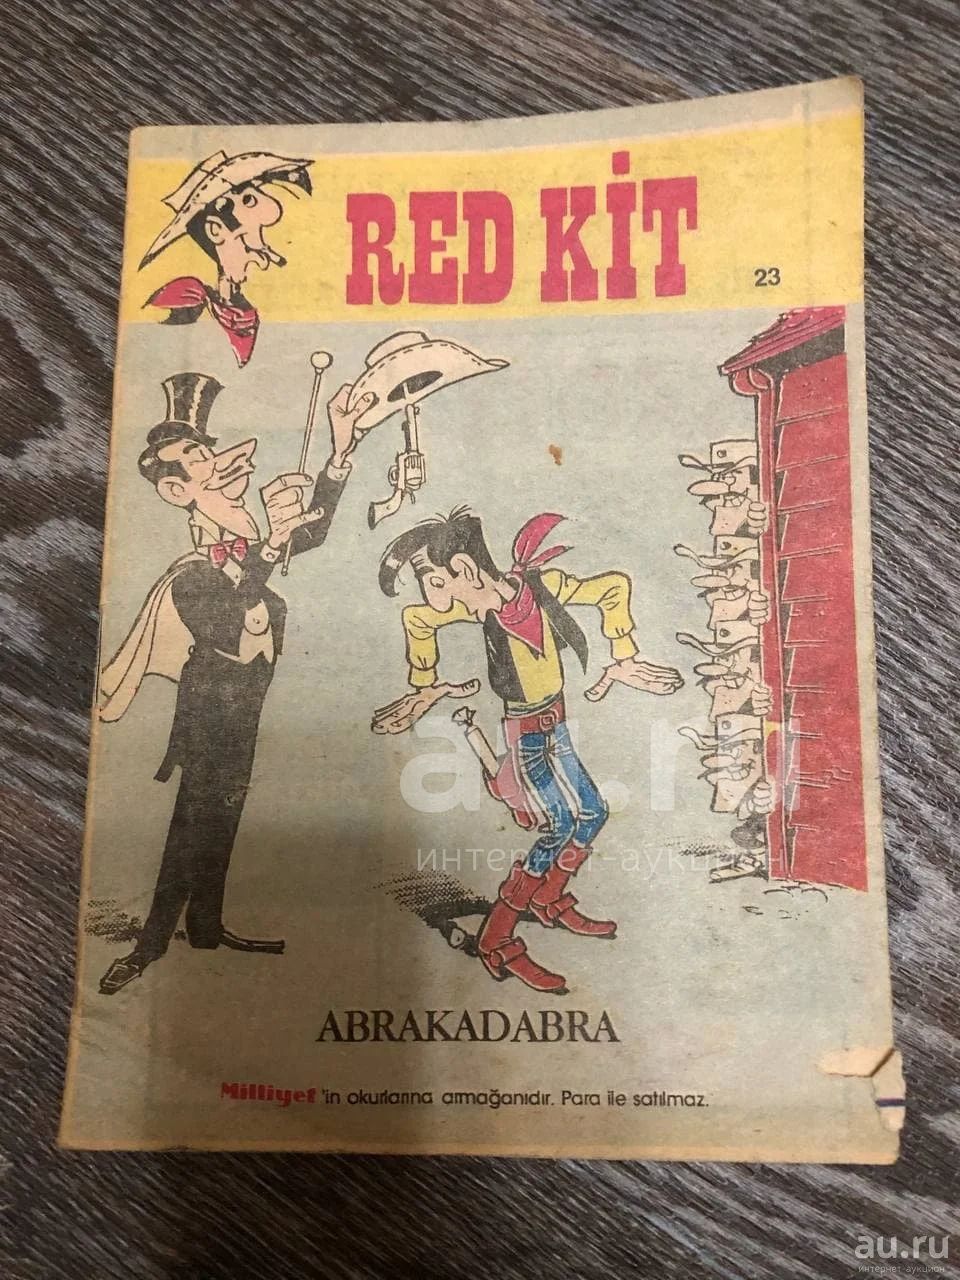 RED KİT
23
au.ru
интернет-аукцион
ABRAKADABRA
Milliyet'in okurlarına armağanıdır. Para ile satılmaz.
au.ru
интернет-аукцион